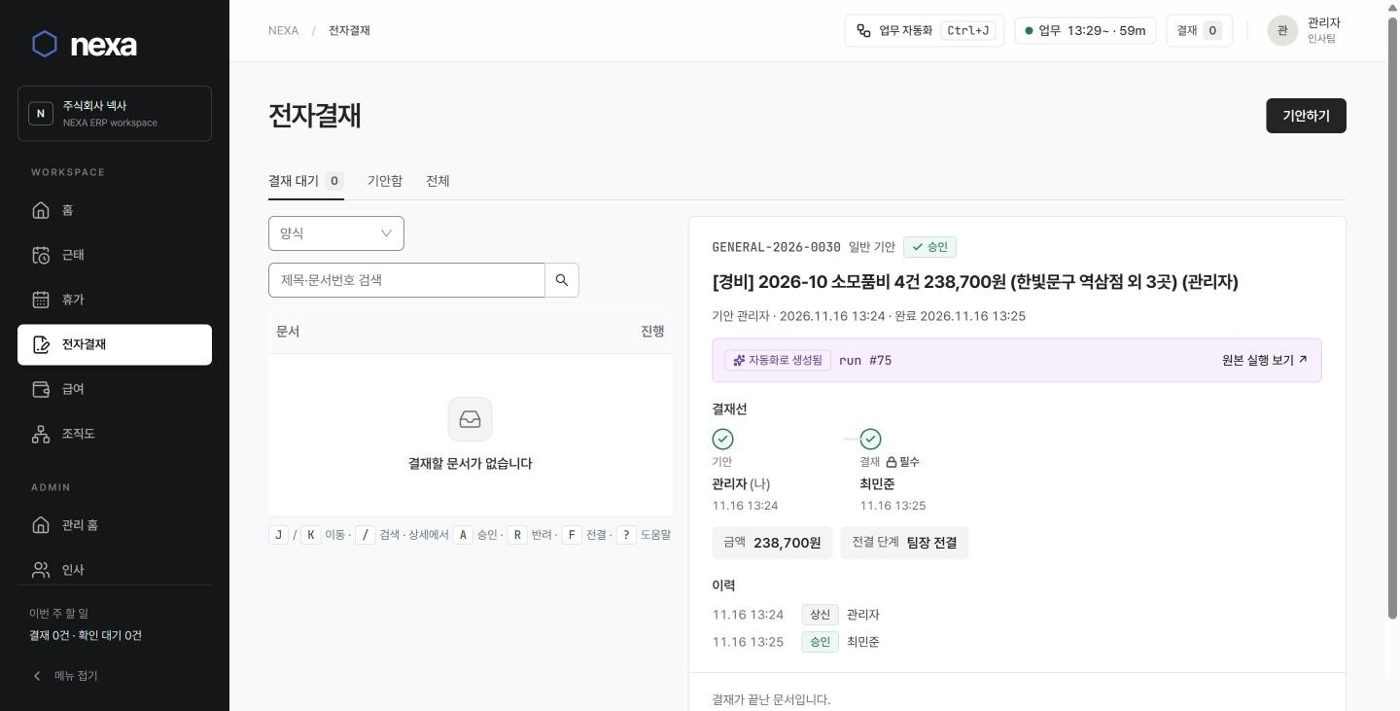 nexa
N 주식회사 넥사
NEXA ERP workspace
WORKSPACE
홈
근태
휴가
전자결재
급여
조직도
ADMIN
관리 홈
인사
이번 주 할 일
결재 0건 · 확인 대기 0건
메뉴 접기
NEXA / 전자결재
업무 자동화 Ctrl+J
업무 13:29~ · 59m
결재 0
관 관리자
인사팀
전자결재
기안하기
결재 대기 0 기안함 전체
양식
제목·문서번호 검색
문서 진행
결재할 문서가 없습니다
J / K 이동 · / 검색 · 상세에서 A 승인 · R 반려 · F 전결 · ? 도움말
GENERAL-2026-0030 일반 기안 승인
[경비] 2026-10 소모품비 4건 238,700원 (한빛문구 역삼점 외 3곳) (관리자)
기안 관리자 · 2026.11.16 13:24 · 완료 2026.11.16 13:25
자동화로 생성됨 run #75 원본 실행 보기 ↗
결재선
기안 결재 필수
관리자 (나) 최민준
11.16 13:24 11.16 13:25
금액 238,700원 전결 단계 팀장 전결
이력
11.16 13:24 상신 관리자
11.16 13:25 승인 최민준
결재가 끝난 문서입니다.